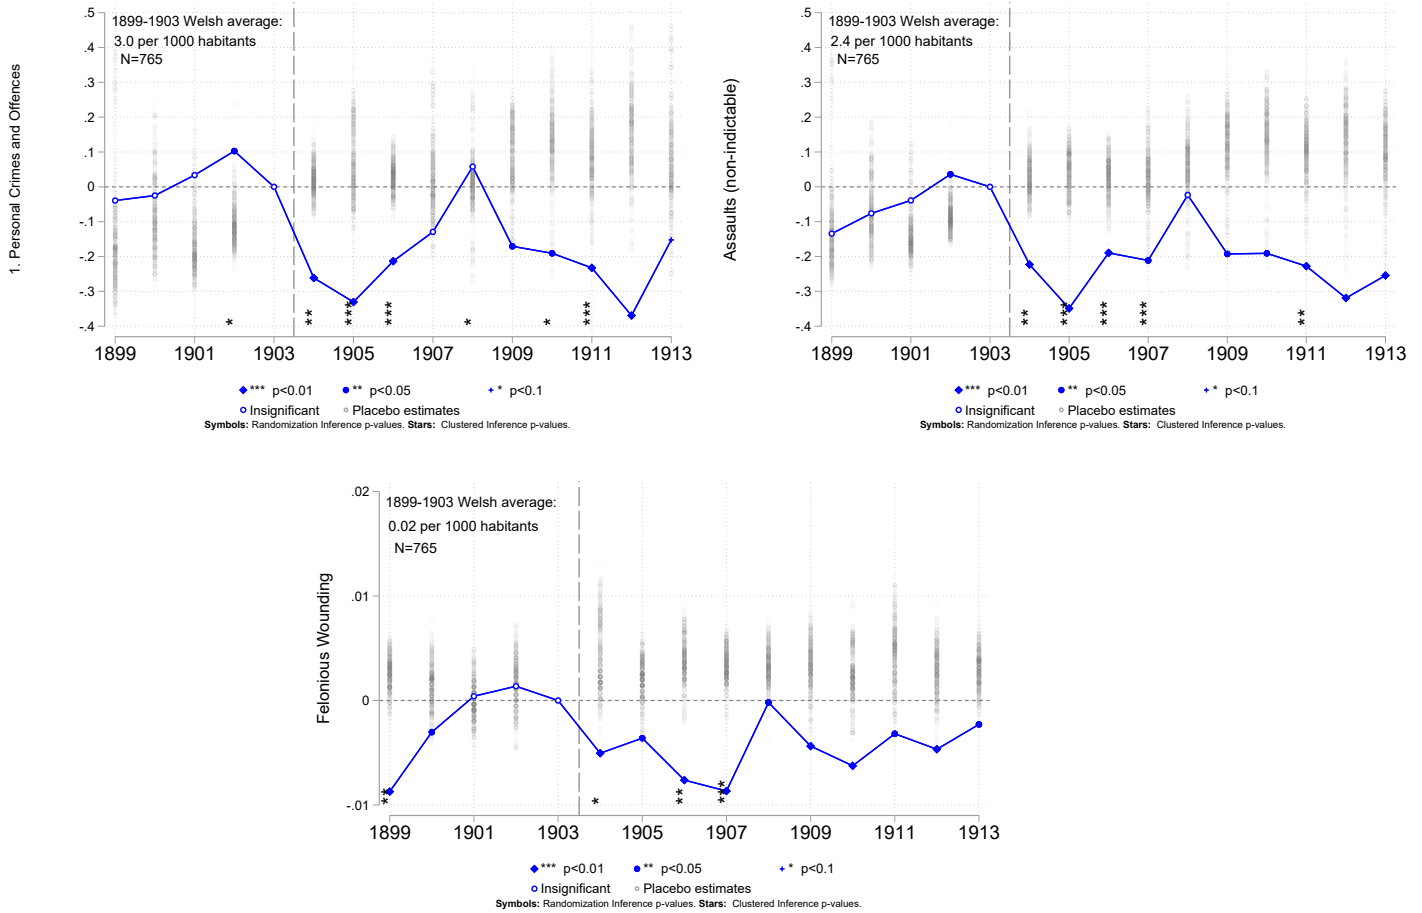 1. Personal Crimes and Offences
.5
.4
.3
.2
.1
0
-.1
-.2
-.3
-.4
1899-1903 Welsh average:
3.0 per 1000 habitants
N=765
* ** *** *** * * ***
1899 1901 1903 1905 1907 1909 1911 1913
*** p<0.01 ** p<0.05 * p<0.1
Insignificant Placebo estimates
Symbols: Randomization Inference p-values. Stars: Clustered Inference p-values.
Assaults (non-indictable)
.5
.4
.3
.2
.1
0
-.1
-.2
-.3
-.4
1899-1903 Welsh average:
2.4 per 1000 habitants
N=765
** *** *** *** **
1899 1901 1903 1905 1907 1909 1911 1913
*** p<0.01 ** p<0.05 * p<0.1
Insignificant Placebo estimates
Symbols: Randomization Inference p-values. Stars: Clustered Inference p-values.
Felonious Wounding
.02
.01
0
-.01
1899-1903 Welsh average:
0.02 per 1000 habitants
N=765
** * ** ***
1899 1901 1903 1905 1907 1909 1911 1913
*** p<0.01 ** p<0.05 * p<0.1
Insignificant Placebo estimates
Symbols: Randomization Inference p-values. Stars: Clustered Inference p-values.